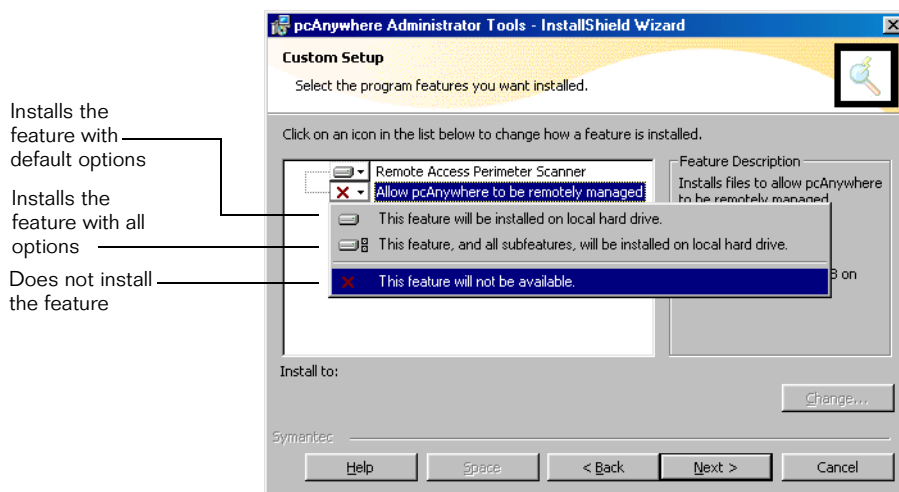 pcAnywhere Administrator Tools - InstallShield Wizard
Custom Setup
Select the program features you want installed.
Installs the
feature with
default options
Installs the
feature with all
options
Does not install
the feature
Click on an icon in the list below to change how a feature is installed.
Remote Access Perimeter Scanner
Allow pcAnywhere to be remotely managed
This feature will be installed on local hard drive.
This feature, and all subfeatures, will be installed on local hard drive.
This feature will not be available.
Feature Description
Installs files to allow pcAnywhere
to be remotely managed
B on
Install to:
Change...
Symantec
Help
Space
< Back
Next >
Cancel